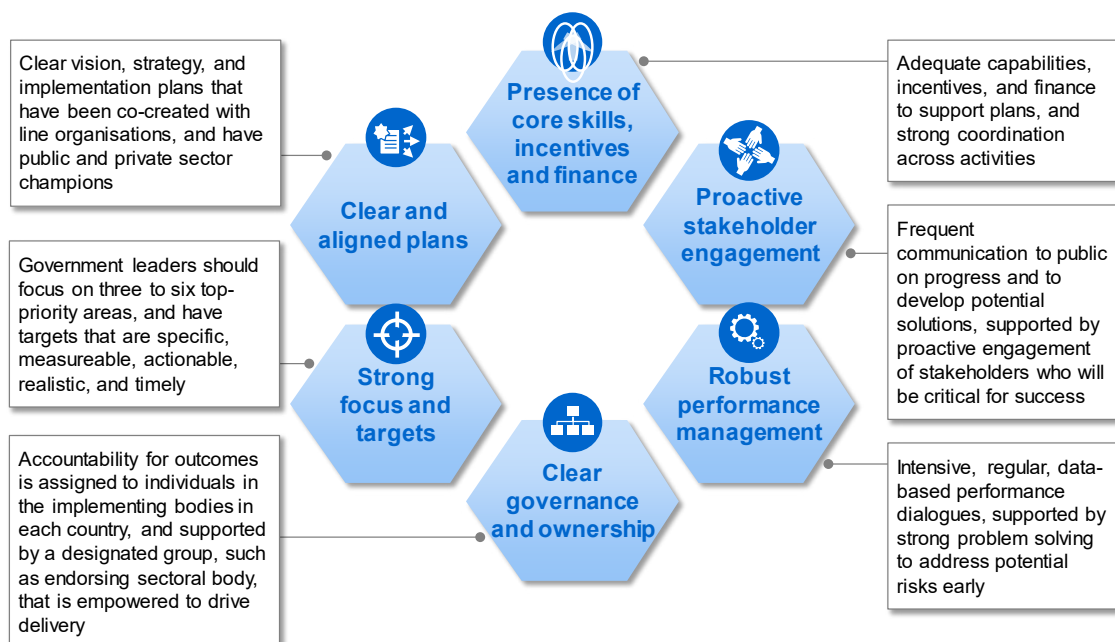 Clear vision, strategy, and
implementation plans that
have been co-created with
line organisations, and have
public and private sector
champions
Government leaders should
focus on three to six top-
priority areas, and have
targets that are specific,
measureable, actionable,
realistic, and timely
Accountability for outcomes
is assigned to individuals in
the implementing bodies in
each country, and supported
by a designated group, such
as endorsing sectoral body,
that is empowered to drive
delivery
Presence of
core skills,
incentives
and finance
Clear and
aligned plans
Proactive
stakeholder
engagement
Strong
focus and
targets
Robust
performance
management
Clear
governance
and ownership
Adequate capabilities,
incentives, and finance
to support plans, and
strong coordination
across activities
Frequent
communication to public
on progress and to
develop potential
solutions, supported by
proactive engagement
of stakeholders who will
be critical for success
Intensive, regular, data-
based performance
dialogues, supported by
strong problem solving
to address potential
risks early